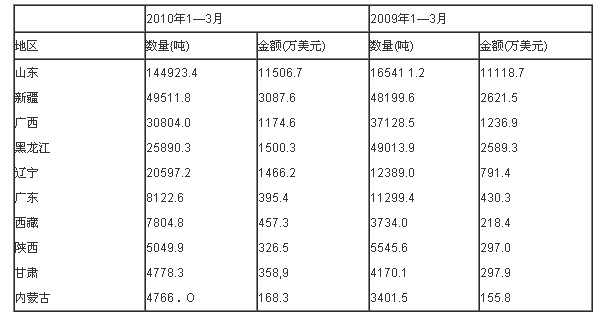 2010年1—3月 2009年1—3月
地区 数量(吨) 金额(万美元) 数量(吨) 金额(万美元)
山东 144923.4 11506.7 16541 1.2 11118.7
新疆 49511.8 3087.6 48199.6 2621.5
广西 30804.0 1174.6 37128.5 1236.9
黑龙江 25890.3 1500.3 49013.9 2589.3
辽宁 20597.2 1466.2 12389.0 791.4
广东 8122.6 395.4 11299.4 430.3
西藏 7804.8 457.3 3734.0 218.4
陕西 5049.9 326.5 5545.6 297.0
甘肃 4778.3 358,9 4170.1 297.9
内蒙古 4766．O 168.3 3401.5 155.8